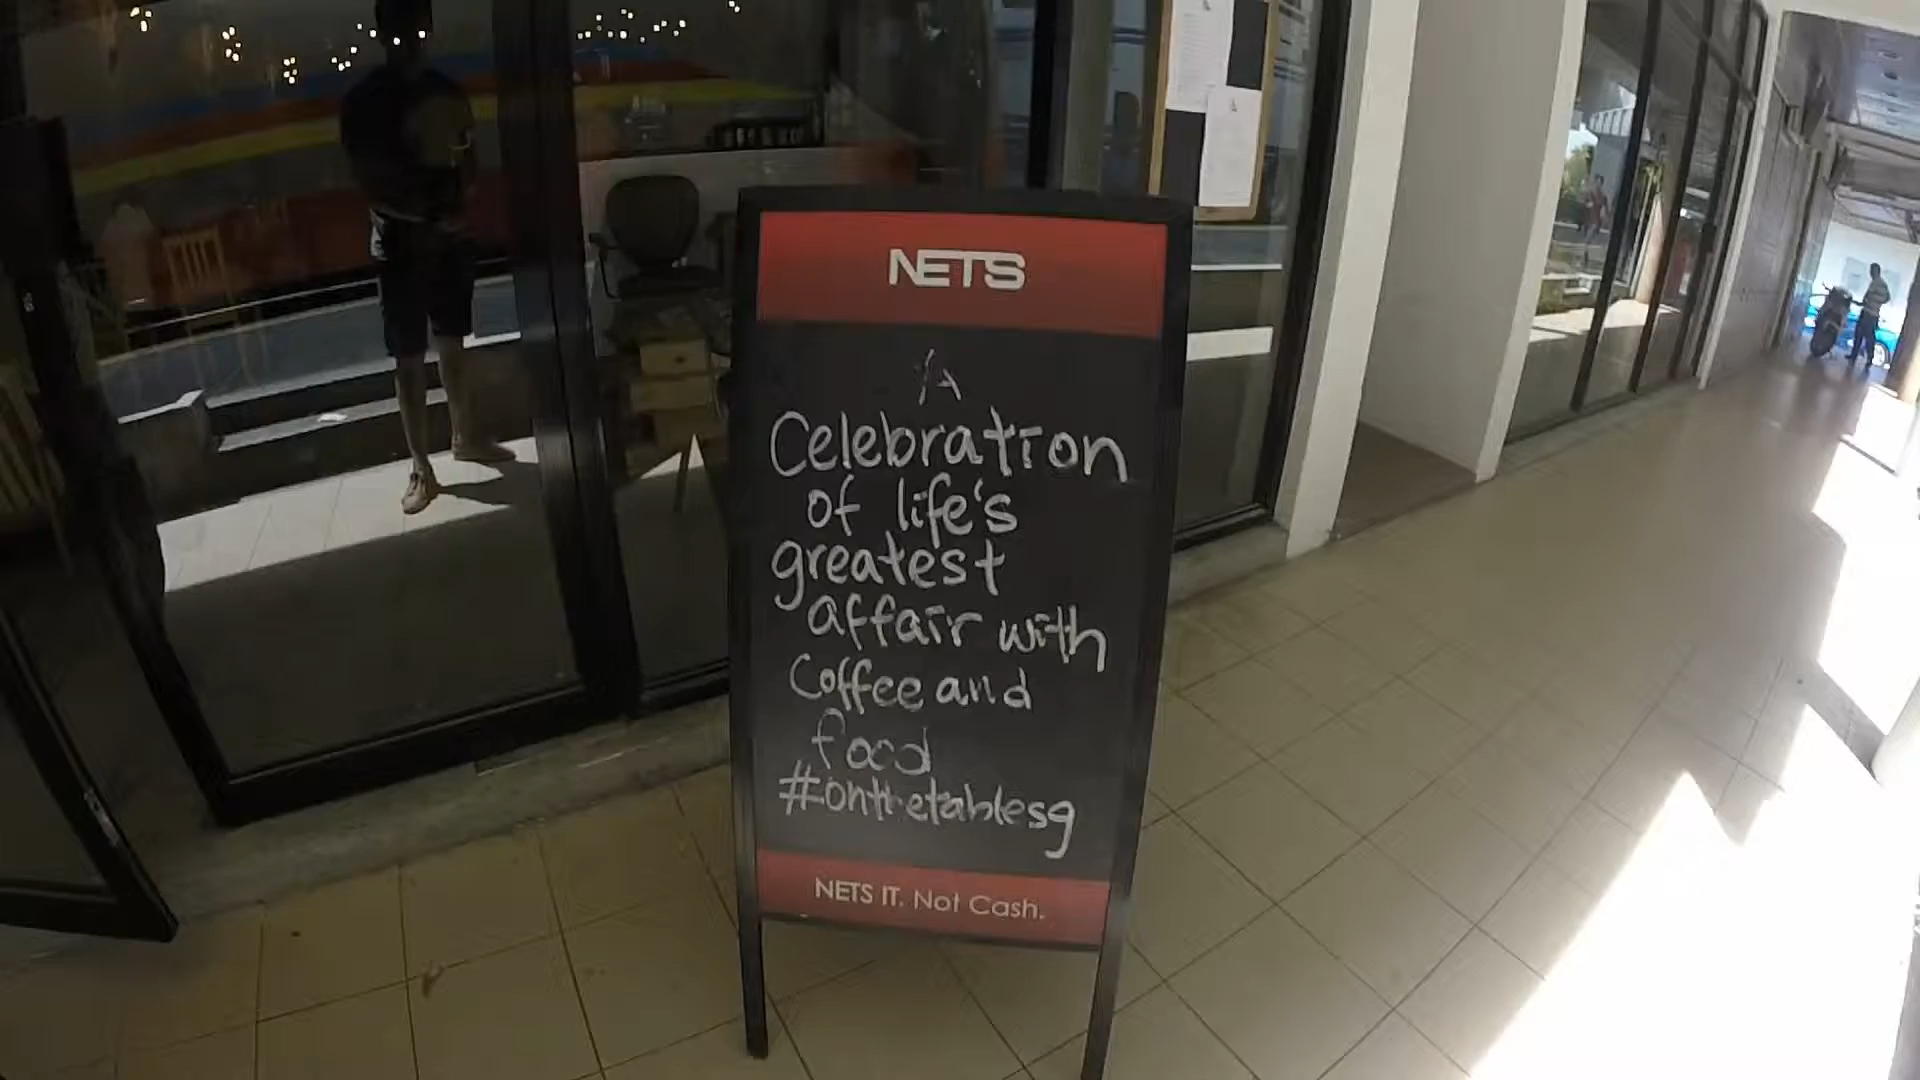 NETS
A
Celebration
of life's
greatest
affair with
Coffee and
food
#onthetablesg
NETS IT. Not Cash.